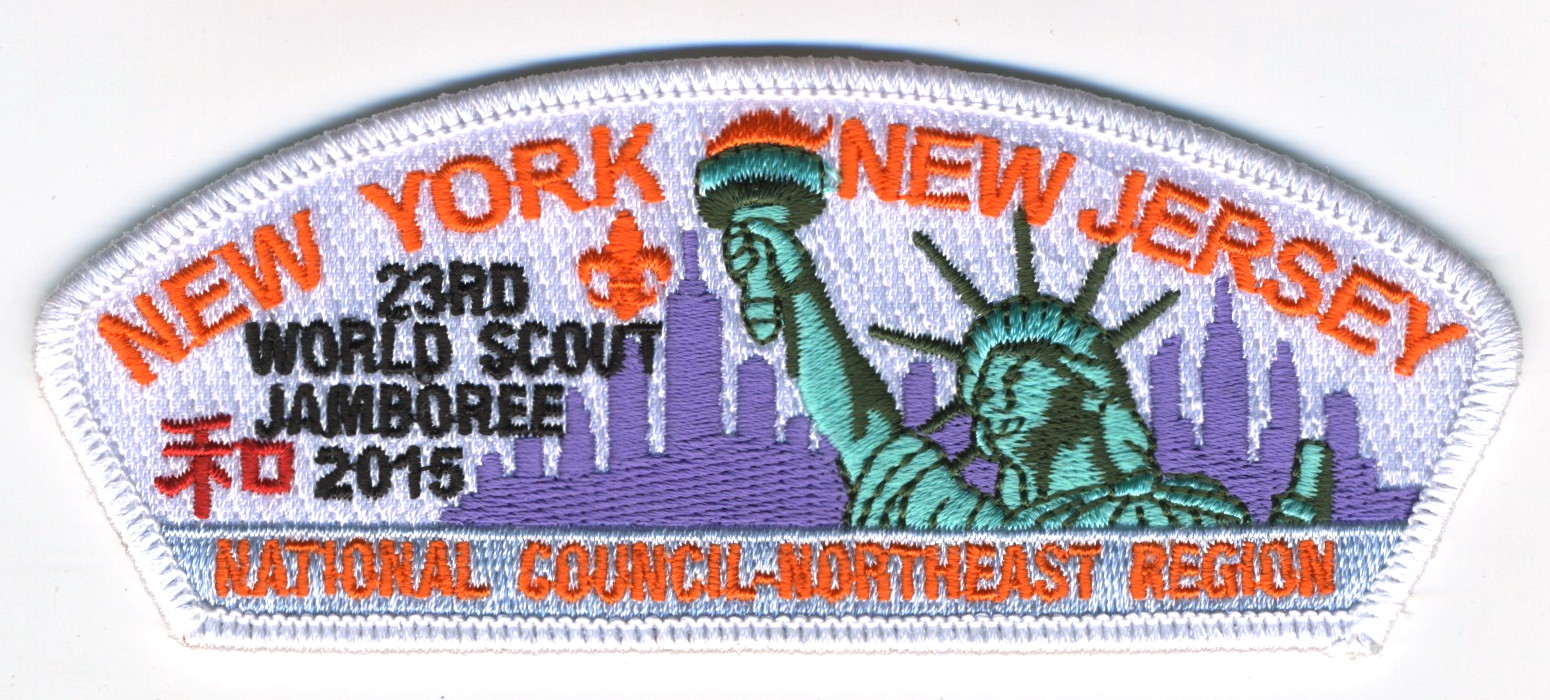 NEW YORK NEW JERSEY
23RD
WORLD SCOUT
JAMBOREE
和 2015
NATIONAL COUNCIL-NORTHEAST REGION